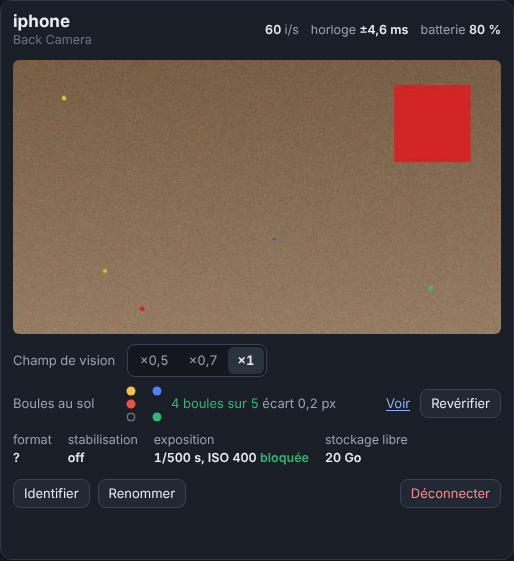 iphone
Back Camera
60 i/s horloge ±4,6 ms batterie 80 %
Champ de vision ×0,5 ×0,7 ×1
Boules au sol 4 boules sur 5 écart 0,2 px Voir Revérifier
format stabilisation exposition stockage libre
? off 1/500 s, ISO 400 bloquée 20 Go
Identifier Renommer Déconnecter